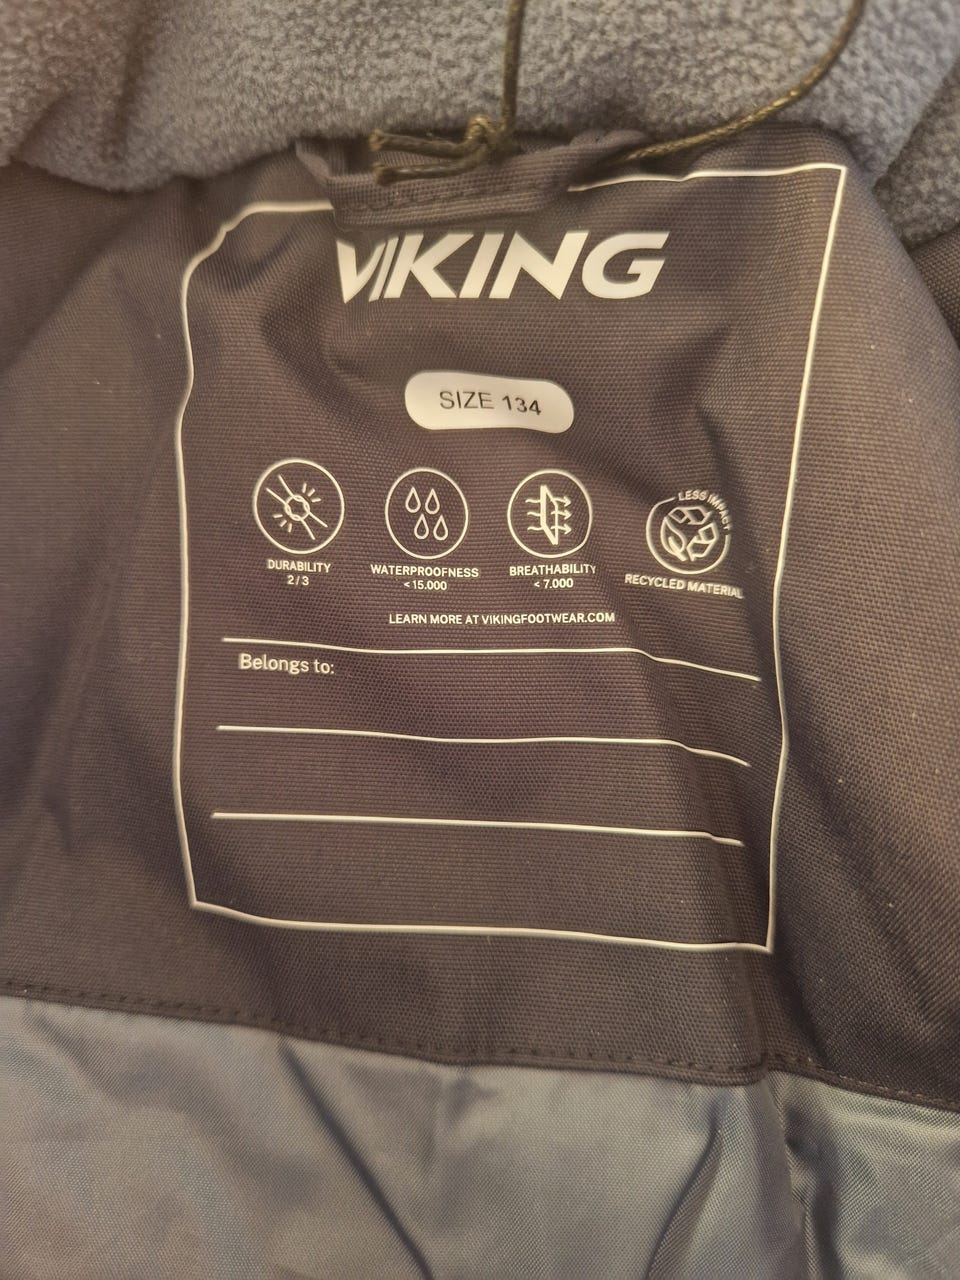 VIKING
SIZE 134
DURABILITY
2/3
WATERPROOFNESS
<15.000
BREATHABILITY
<7.000
LESS IMPACT
RECYCLED MATERIAL
LEARN MORE AT VIKINGFOOTWEAR.COM
Belongs to: